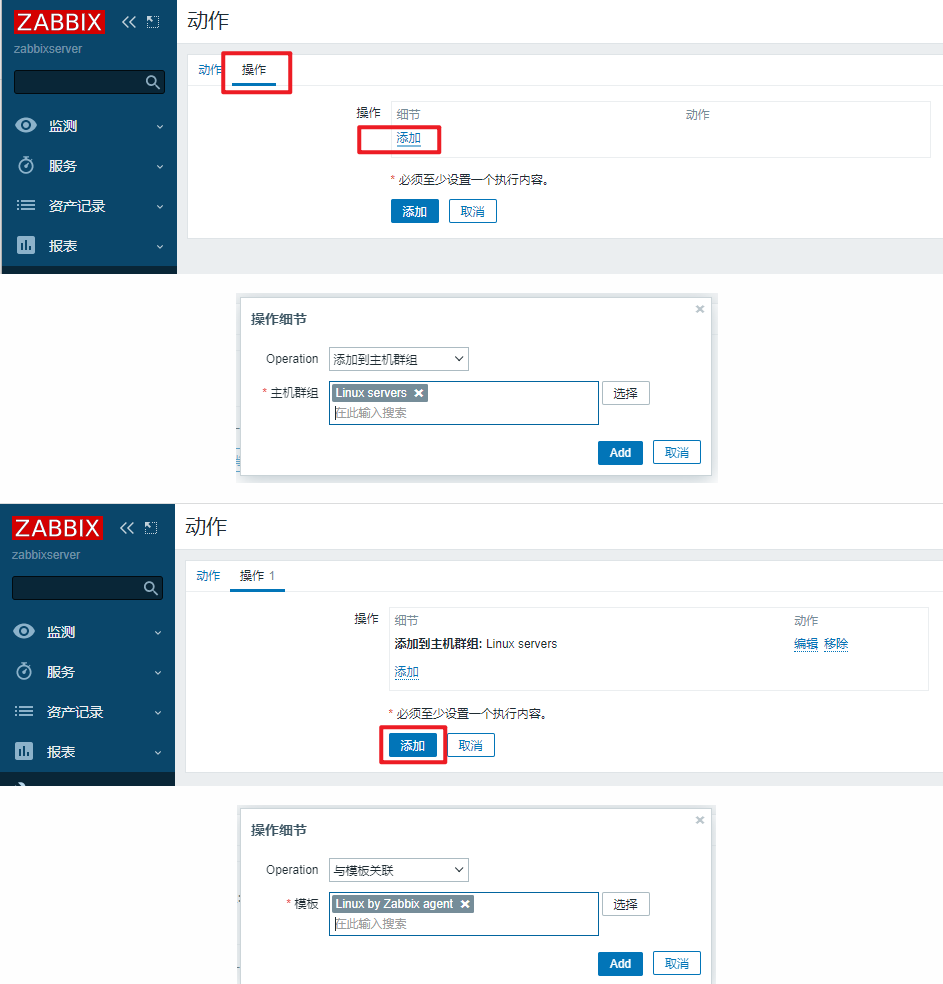 ZABBIX
zabbixserver
监测
服务
资产记录
报表
动作
动作 操作
操作 细节 动作
添加
* 必须至少设置一个执行内容。
添加 取消
操作细节
Operation 添加到主机群组
* 主机群组 Linux servers 选择
在此输入搜索
Add 取消
ZABBIX
zabbixserver
监测
服务
资产记录
报表
动作
动作 操作 1
操作 细节 动作
添加到主机群组: Linux servers 编辑 移除
添加
* 必须至少设置一个执行内容。
添加 取消
操作细节
Operation 与模板关联
* 模板 Linux by Zabbix agent 选择
在此输入搜索
Add 取消